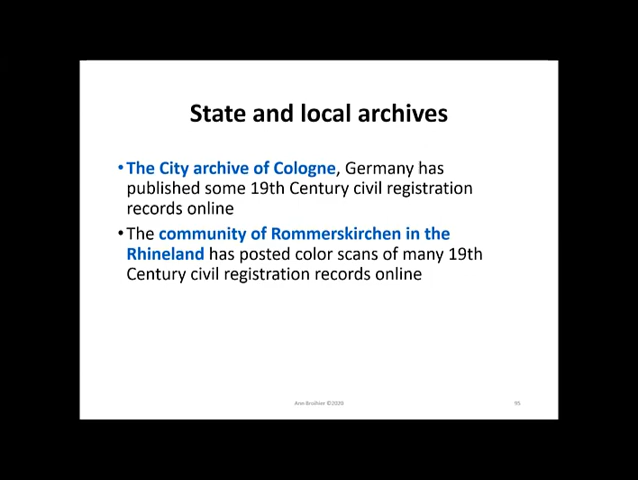 State and local archives
• The City archive of Cologne, Germany has
published some 19th Century civil registration
records online
• The community of Rommerskirchen in the
Rhineland has posted color scans of many 19th
Century civil registration records online
©2020
95